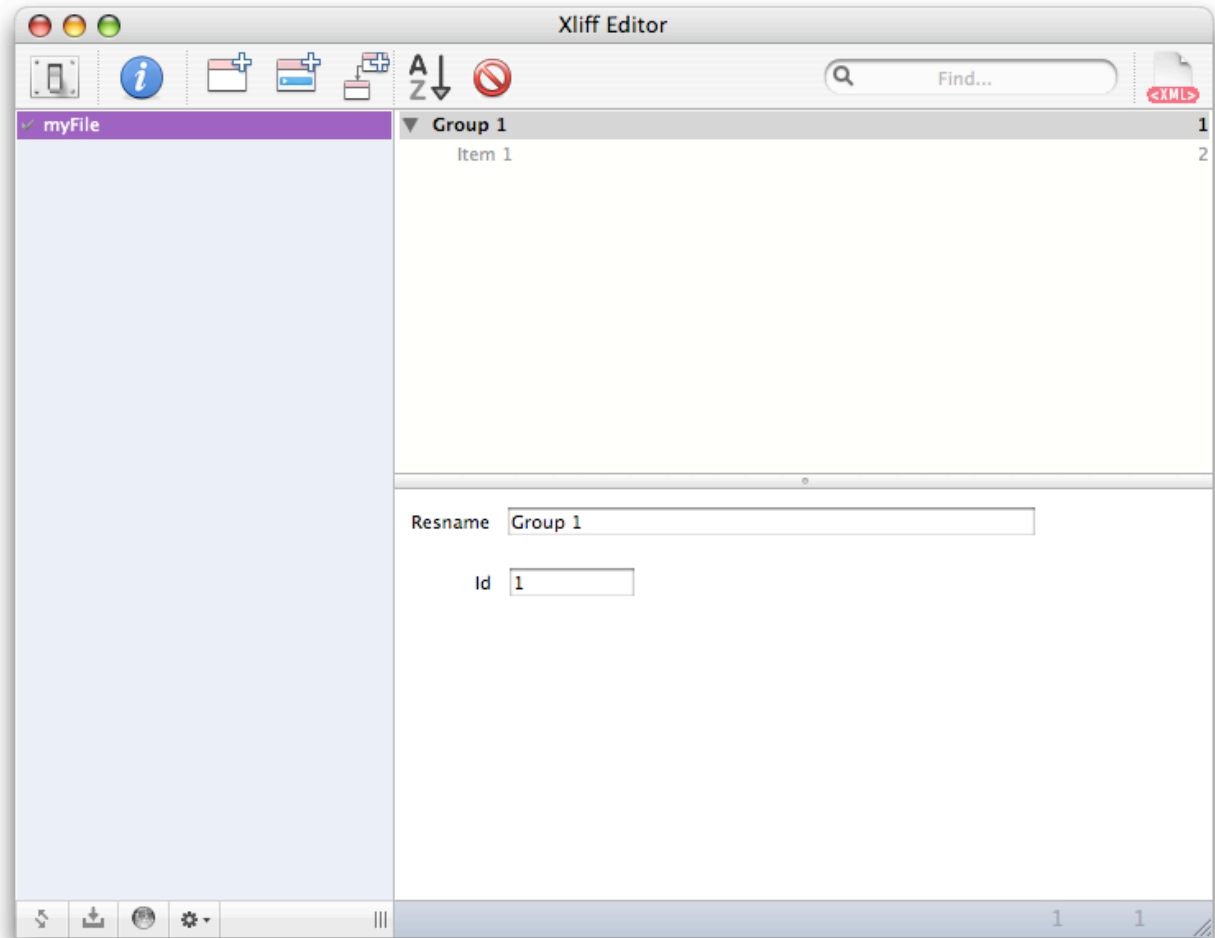 Xliff Editor
A
Z
Find...
<XML>
myFile
Group 1 1
Item 1 2
Resname Group 1
Id 1
1 1